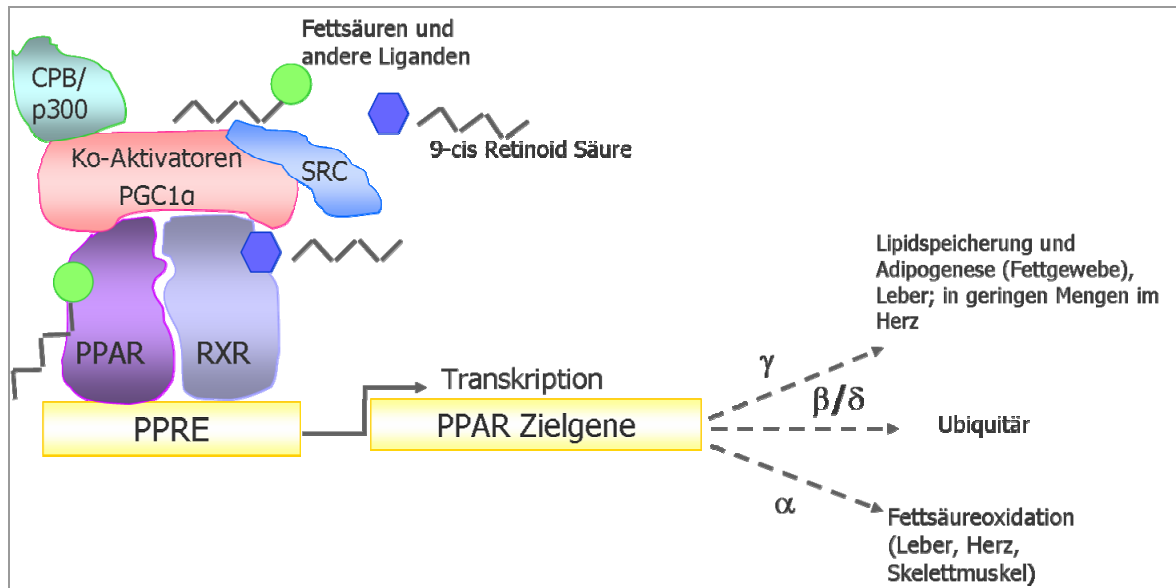 Fettsäuren und
andere Liganden
CPB/
p300
9-cis Retinoid Säure
Ko-Aktivatoren
PGC1α
SRC
PPAR
RXR
PPRE
Transkription
PPAR Zielgene
γ
β/δ
α
Lipidspeicherung und
Adipogenese (Fettgewebe),
Leber; in geringen Mengen im
Herz
Ubiquitär
Fettsäureoxidation
(Leber, Herz,
Skelettmuskel)